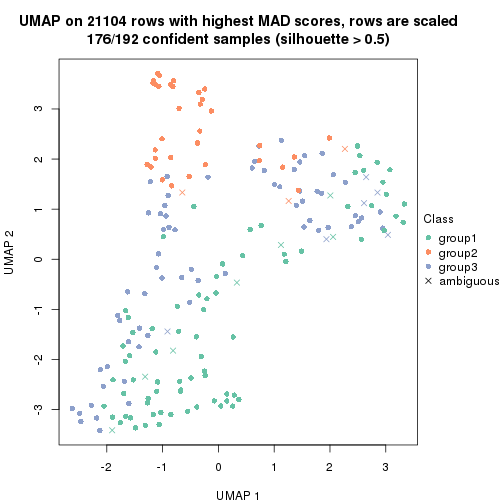 UMAP on 21104 rows with highest MAD scores, rows are scaled
176/192 confident samples (silhouette > 0.5)
3
2
1
0
-1
-2
-3
UMAP 2
-2 -1 0 1 2 3
UMAP 1
Class
group1
group2
group3
ambiguous